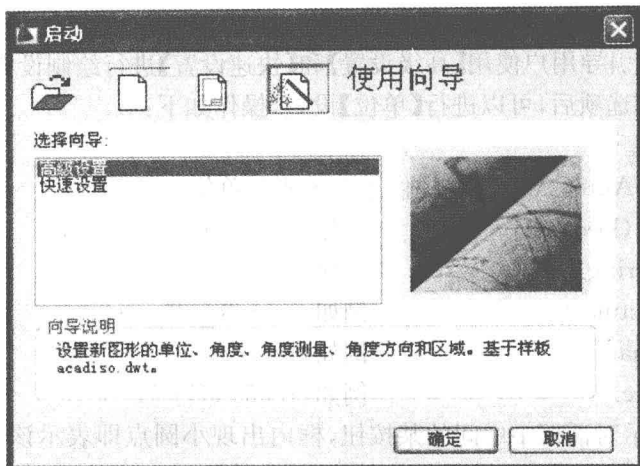 启动
使用向导
选择向导:
高级设置
快速设置
向导说明
设置新图形的单位、角度、角度测量、角度方向和区域。基于样板
acadiso.dwt。
确定
取消